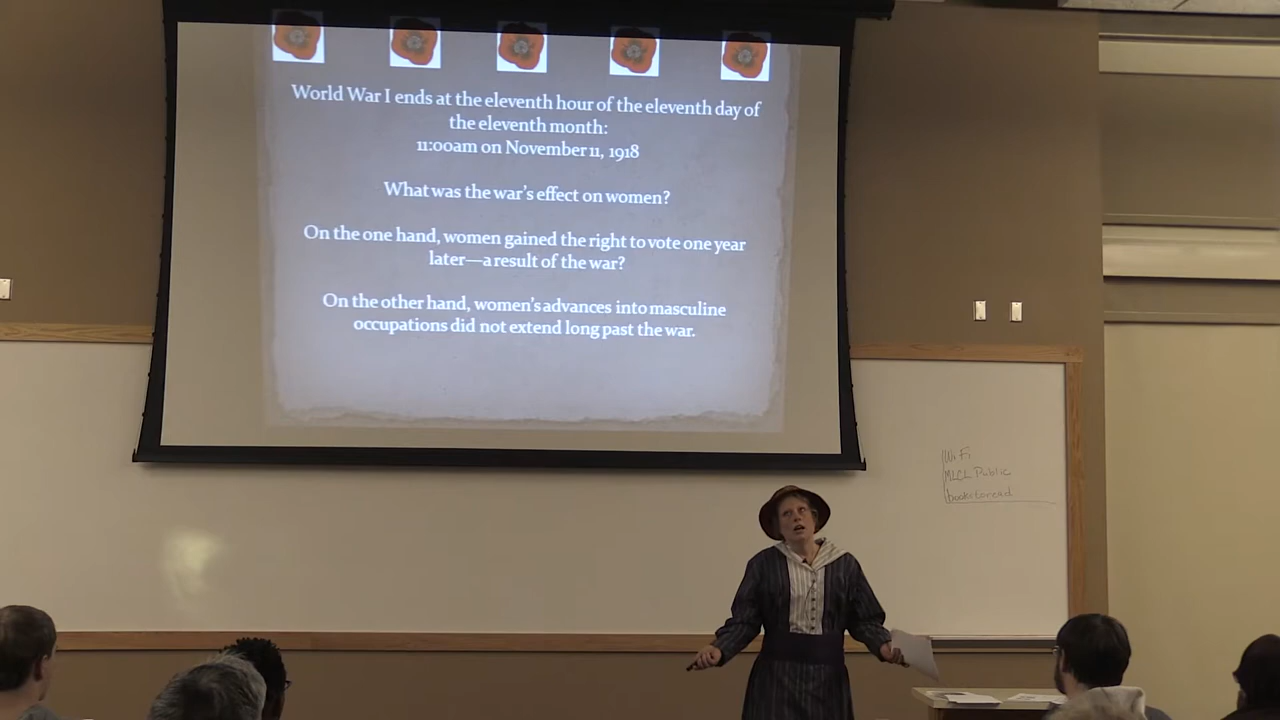 World War I ends at the eleventh hour of the eleventh day of
the eleventh month:
11:00am on November 11, 1918
What was the war's effect on women?
On the one hand, women gained the right to vote one year
later—a result of the war?
On the other hand, women's advances into masculine
occupations did not extend long past the war.
WiFi
MLCL Public
bookstoread